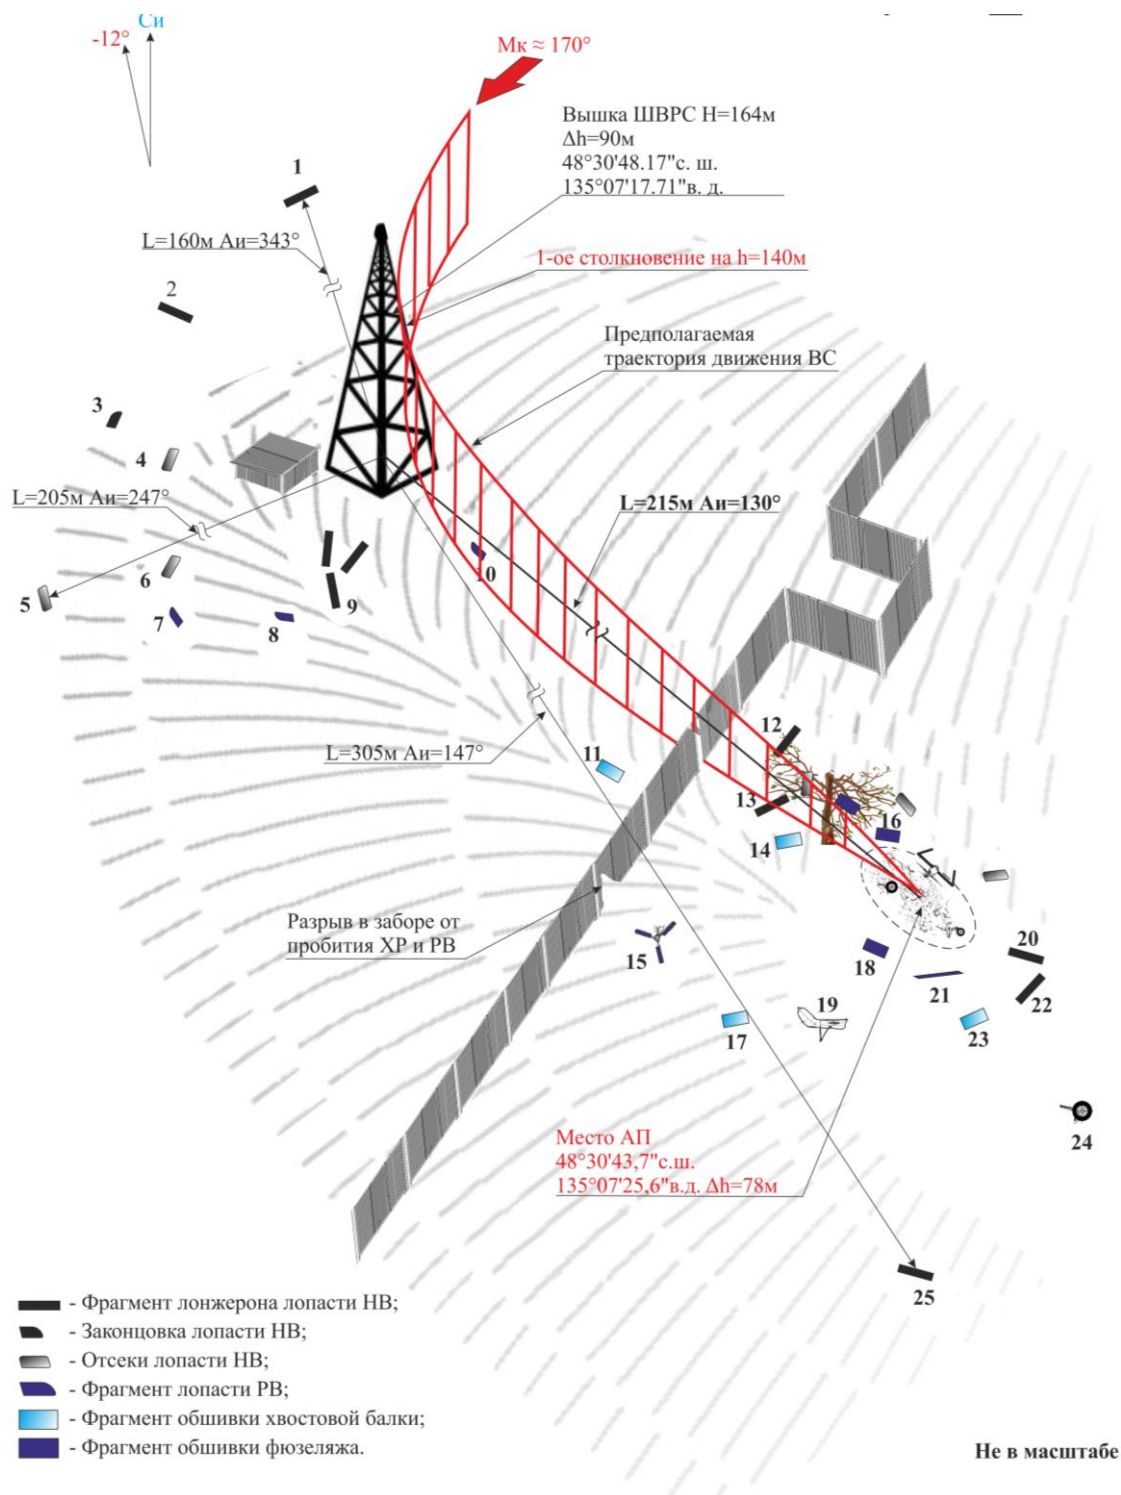 Си
-12°
Мк ≈ 170°
Вышка ШВРС H=164м
Δh=90м
48°30'48.17"с. ш.
135°07'17.71"в. д.
1
L=160м Аи=343°
1-ое столкновение на h=140м
2
Предполагаемая
траектория движения ВС
3
4
L=205м Аи=247°
L=215м Аи=130°
10
6
5
9
7
8
12
L=305м Аи=147°
11
13
16
14
Разрыв в заборе от
пробития ХР и РВ
20
15
18
21
22
19
17
23
Место АП
48°30'43,7"с.ш.
135°07'25,6"в.д. Δh=78м
24
25
- Фрагмент лонжерона лопасти НВ;
- Законцовка лопасти НВ;
- Отсеки лопасти НВ;
- Фрагмент лопасти РВ;
- Фрагмент обшивки хвостовой балки;
- Фрагмент обшивки фюзеляжа.
Не в масштабе